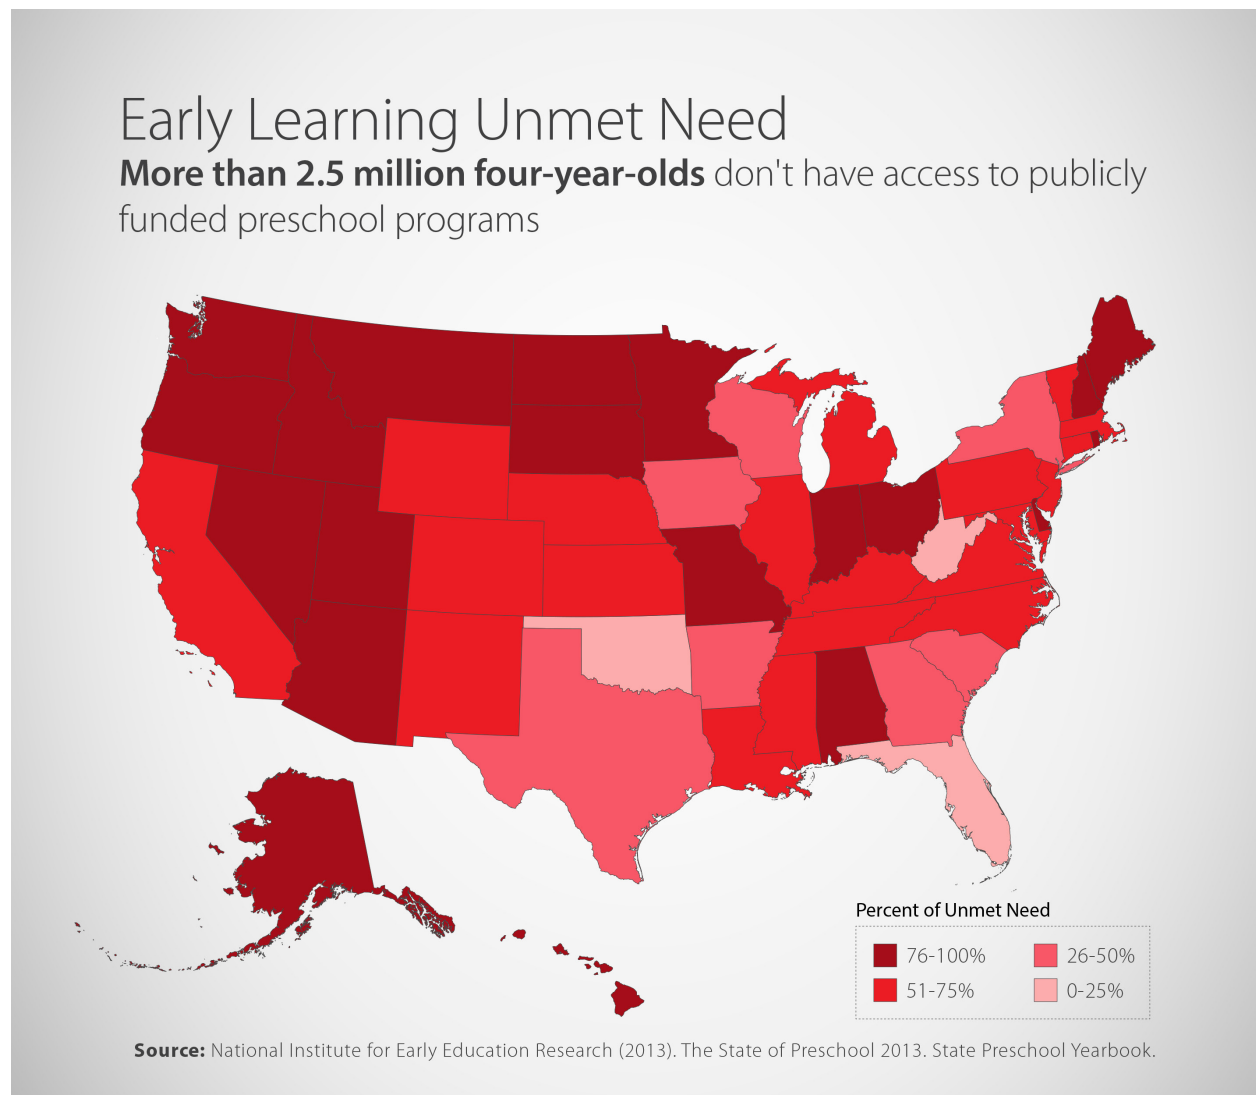 Early Learning Unmet Need
More than 2.5 million four-year-olds don't have access to publicly
funded preschool programs
Percent of Unmet Need
76-100% 26-50%
51-75% 0-25%
Source: National Institute for Early Education Research (2013). The State of Preschool 2013. State Preschool Yearbook.